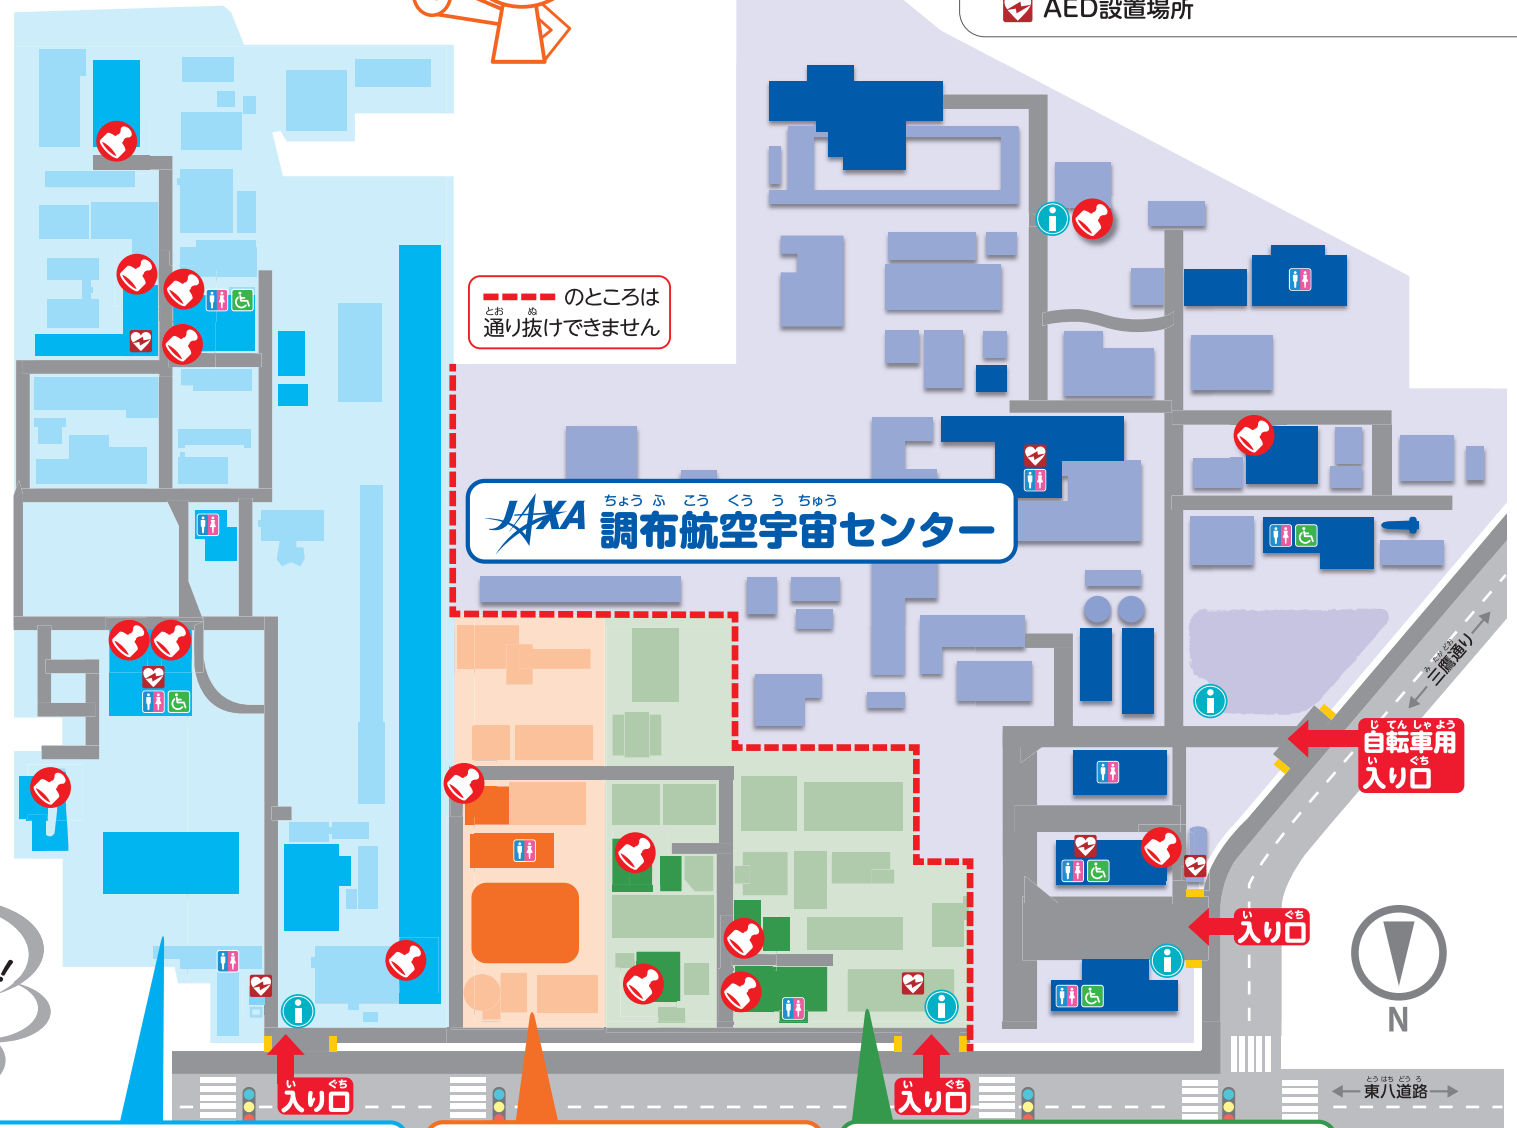 AED設置場所
のところは
とお ぬ
通り抜けできません
ちょう ふ こう くう う ちゅう
JAXA 調布航空宇宙センター
み たか どお
三鷹通り
じ てん しゃ よう
自転車用
い ぐち
入り口
い ぐち
入り口
N
とう はち どう ろ
東八道路
い ぐち
入り口
い ぐち
入り口
!